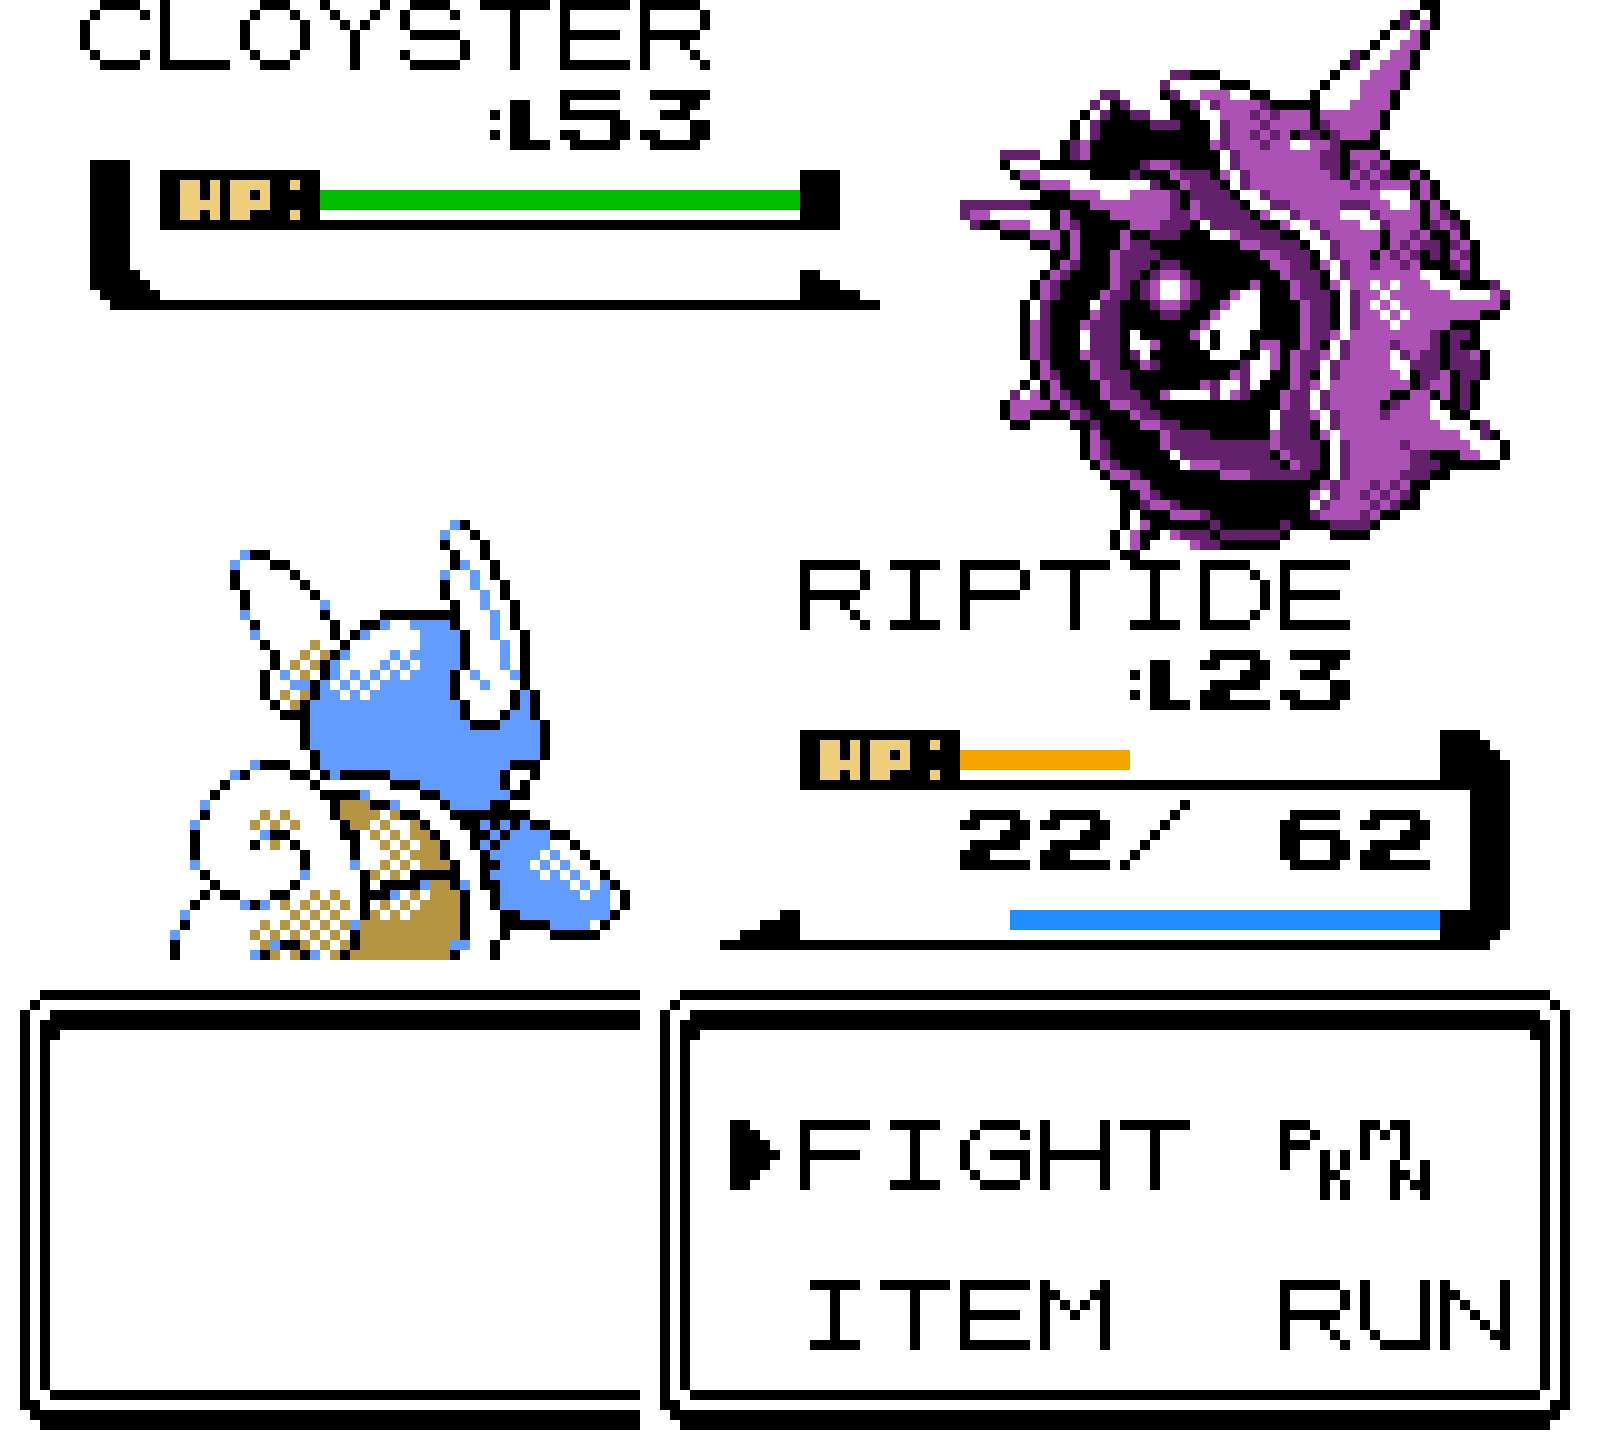 CLOYSTER
:L53
HP:
RIPTIDE
:L23
HP:
22/ 62
▶FIGHT PKMN
ITEM RUN